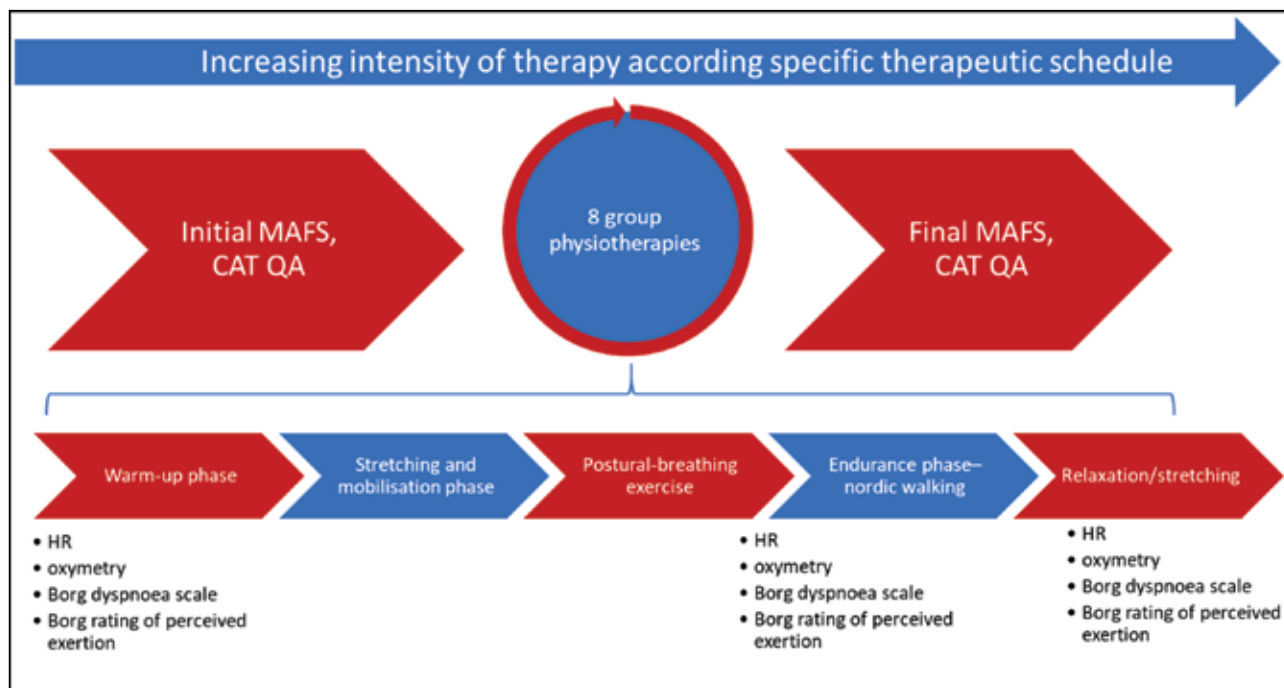 Increasing intensity of therapy according specific therapeutic schedule
Initial MAFS,
CAT QA
8 group
physiotherapies
Final MAFS,
CAT QA
Warm-up phase
Stretching and
mobilisation phase
Postural-breathing
exercise
Endurance phase–
nordic walking
Relaxation/stretching
• HR
• oxymetry
• Borg dyspnoea scale
• Borg rating of perceived
exertion
• HR
• oxymetry
• Borg dyspnoea scale
• Borg rating of perceived
exertion
• HR
• oxymetry
• Borg dyspnoea scale
• Borg rating of perceived
exertion